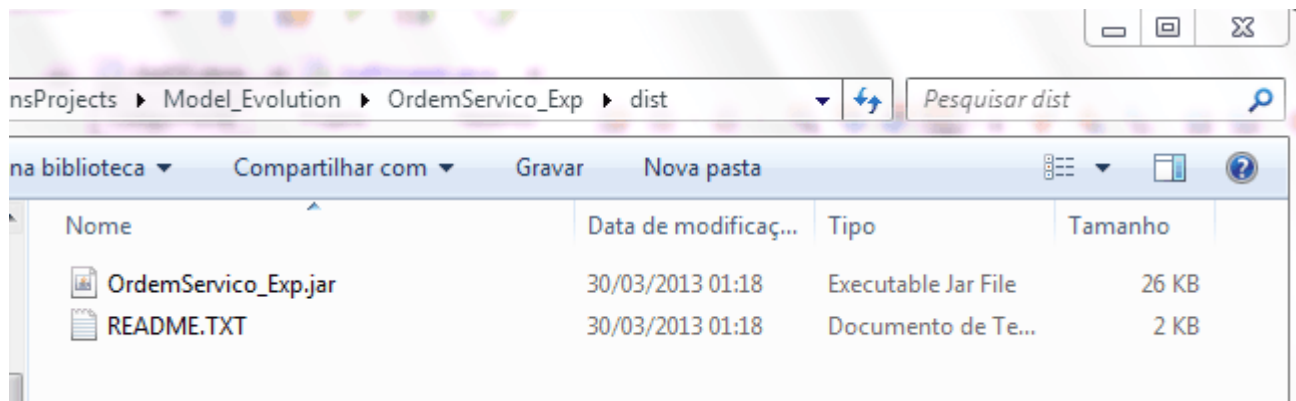 nsProjects ▸ Model_Evolution ▸ OrdemServico_Exp ▸ dist Pesquisar dist
na biblioteca Compartilhar com Gravar Nova pasta
Nome Data de modificaç... Tipo Tamanho
OrdemServico_Exp.jar 30/03/2013 01:18 Executable Jar File 26 KB
README.TXT 30/03/2013 01:18 Documento de Te... 2 KB